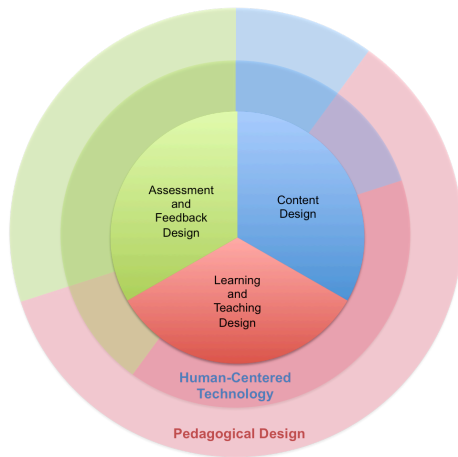 Assessment
and
Feedback
Design
Content
Design
Learning
and
Teaching
Design
Human-Centered
Technology
Pedagogical Design